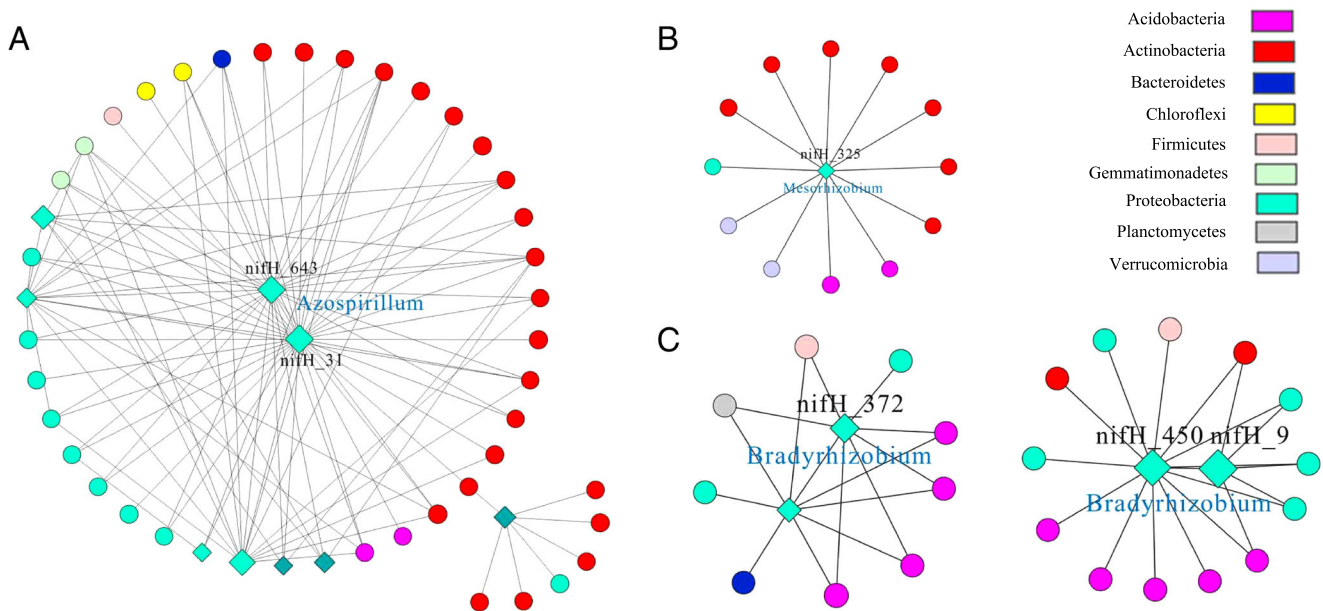 A
nifH_643
Azospirillum
nifH_31
B
nifH_325
Mesorhizobium
Acidobacteria
Actinobacteria
Bacteroidetes
Chloroflexi
Firmicutes
Gemmatimonadetes
Proteobacteria
Planctomycetes
Verrucomicrobia
C
nifH_372
Bradyrhizobium
nifH_450 nifH_9
Bradyrhizobium